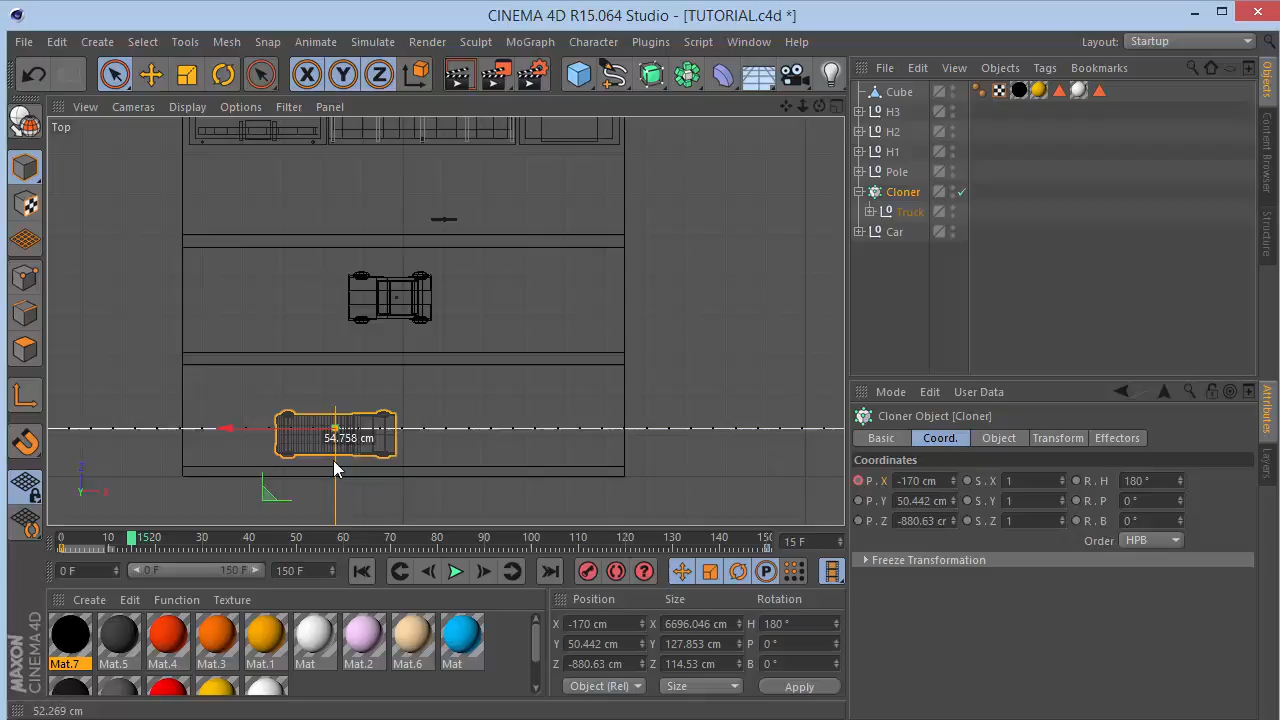 CINEMA 4D R15.064 Studio - [TUTORIAL.c4d *]
File Edit Create Select Tools Mesh Snap Animate Simulate Render Sculpt MoGraph Character Plugins Script Window Help Layout: Startup
X Y Z
File Edit View Objects Tags Bookmarks
View Cameras Display Options Filter Panel
Top
Cube
H3
H2
H1
Pole
Cloner
Truck
Car
Objects
Content Browser
Structure
Attributes
Layers
54.758 cm
Z
Y X
Mode Edit User Data
Cloner Object [Cloner]
Basic Coord. Object Transform Effectors
Coordinates
P . X -170 cm S . X 1 R . H 180 °
P . Y 50.442 cm S . Y 1 R . P 0 °
P . Z -880.63 cr S . Z 1 R . B 0 °
Order HPB
Freeze Transformation
0 10 1520 30 40 50 60 70 80 90 100 110 120 130 140 150 15 F
0 F 0 F 150 F 150 F
Create Edit Function Texture
Mat.7 Mat.5 Mat.4 Mat.3 Mat.1 Mat Mat.2 Mat.6 Mat
Position Size Rotation
X -170 cm X 6696.046 cm H 180 °
Y 50.442 cm Y 127.853 cm P 0 °
Z -880.63 cm Z 114.53 cm B 0 °
Object (Rel) Size Apply
MAXON
CINEMA 4D
52.269 cm